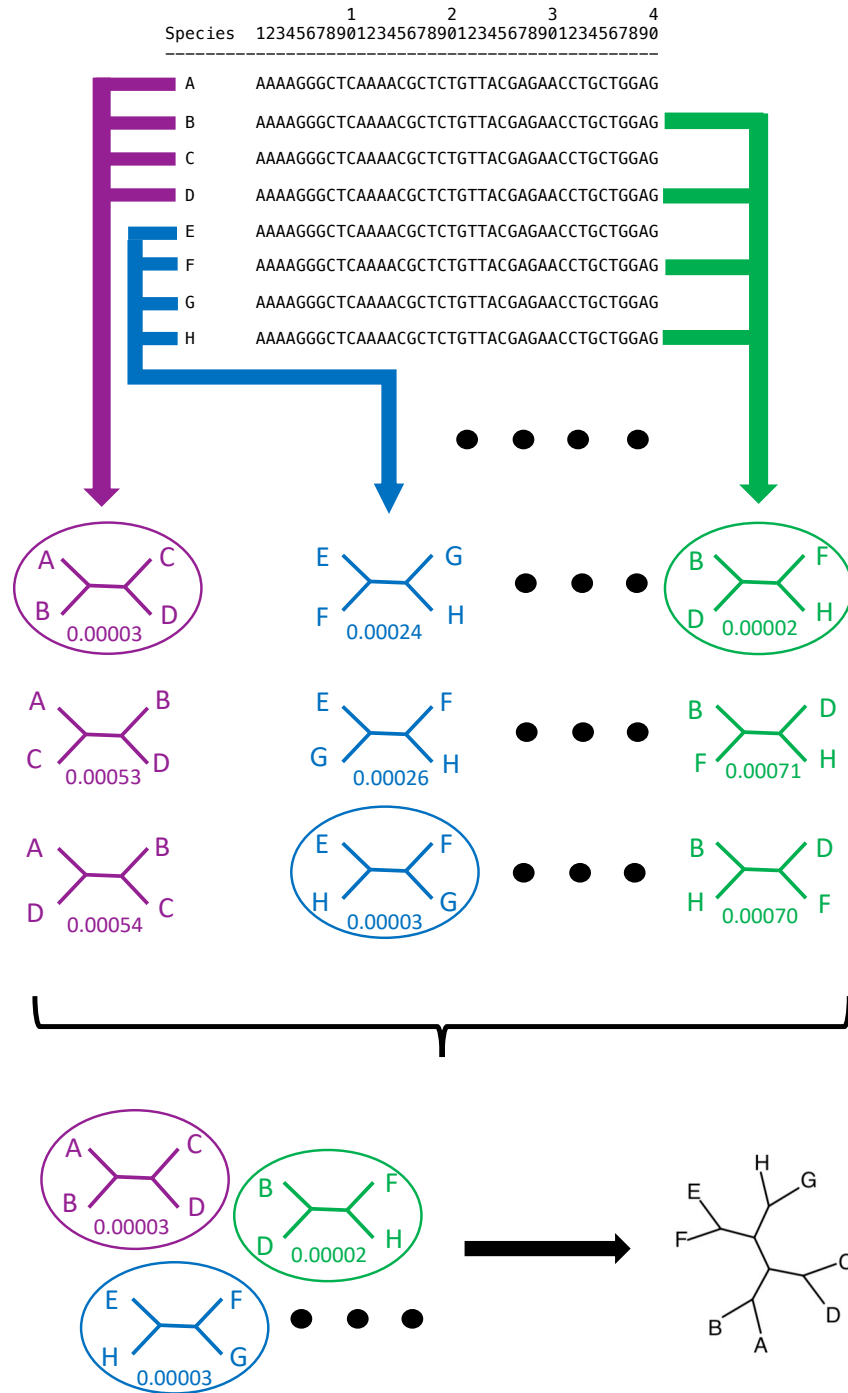 1 2 3 4
Species 1234567890123456789012345678901234567890
--------------------------------------------------
A AAAAGGGCTCAAAACGCTCTGTTACGAGAACCTGCTGGAG
B AAAAGGGCTCAAAACGCTCTGTTACGAGAACCTGCTGGAG
C AAAAGGGCTCAAAACGCTCTGTTACGAGAACCTGCTGGAG
D AAAAGGGCTCAAAACGCTCTGTTACGAGAACCTGCTGGAG
E AAAAGGGCTCAAAACGCTCTGTTACGAGAACCTGCTGGAG
F AAAAGGGCTCAAAACGCTCTGTTACGAGAACCTGCTGGAG
G AAAAGGGCTCAAAACGCTCTGTTACGAGAACCTGCTGGAG
H AAAAGGGCTCAAAACGCTCTGTTACGAGAACCTGCTGGAG
A C E G B F
B D F H D H
0.00003 0.00024 0.00002
A B E F B D
C D G H F H
0.00053 0.00026 0.00071
A B E F B D
D C H G H F
0.00054 0.00003 0.00070
A C
B D
0.00003
B F
D H
0.00002
E F
H G
0.00003
H G
E
F
C
D
B
A